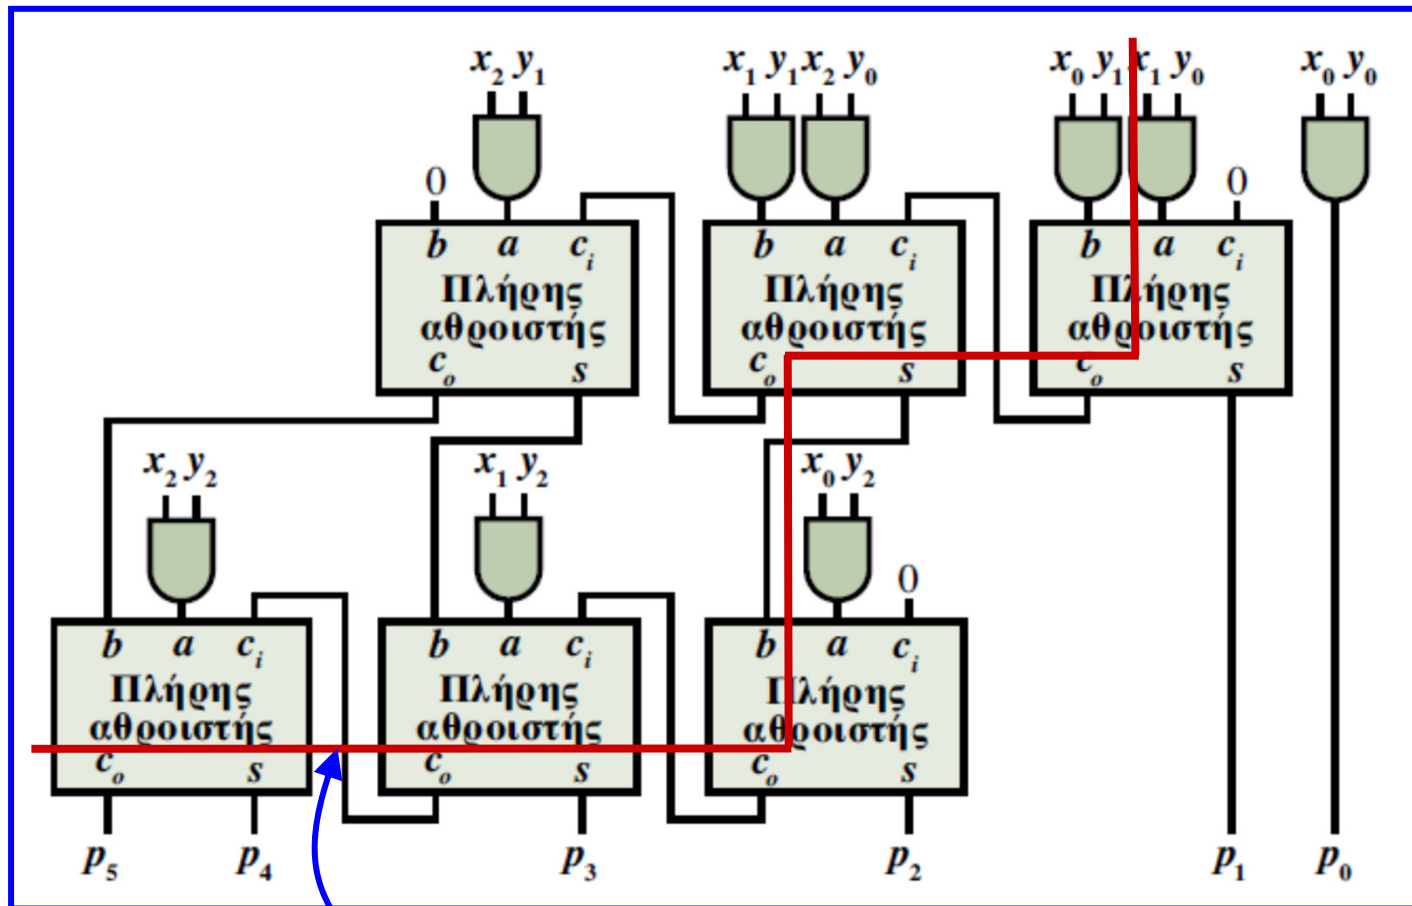 x₂ y₁ x₁ y₁ x₂ y₀ x₀ y₁ x₁ y₀ x₀ y₀
0 0
b a cᵢ b a cᵢ b a cᵢ
Πλήρης Πλήρης Πλήρης
αθροιστής αθροιστής αθροιστής
cₒ s cₒ s cₒ s
x₂ y₂ x₁ y₂ x₀ y₂
0
b a cᵢ b a cᵢ b a cᵢ
Πλήρης Πλήρης Πλήρης
αθροιστής αθροιστής αθροιστής
cₒ s cₒ s cₒ s
p₅ p₄ p₃ p₂ p₁ p₀